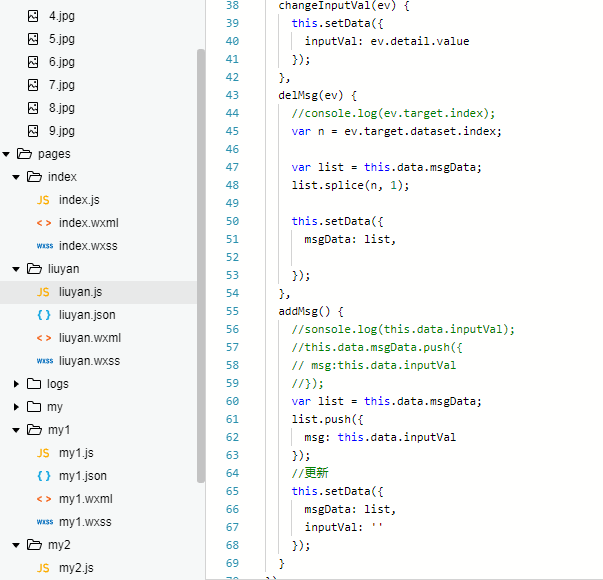 4.jpg
5.jpg
6.jpg
7.jpg
8.jpg
9.jpg
pages
index
JS index.js
< > index.wxml
wxss index.wxss
liuyan
JS liuyan.js
{ } liuyan.json
< > liuyan.wxml
wxss liuyan.wxss
logs
my
my1
JS my1.js
{ } my1.json
< > my1.wxml
wxss my1.wxss
my2
JS my2.js
38 changeInputVal(ev) {
39 this.setData({
40 inputVal: ev.detail.value
41 });
42 },
43 delMsg(ev) {
44 //console.log(ev.target.index);
45 var n = ev.target.dataset.index;
46
47 var list = this.data.msgData;
48 list.splice(n, 1);
49
50 this.setData({
51 msgData: list,
52
53 });
54 },
55 addMsg() {
56 //sonsole.log(this.data.inputVal);
57 //this.data.msgData.push({
58 // msg:this.data.inputVal
59 //});
60 var list = this.data.msgData;
61 list.push({
62 msg: this.data.inputVal
63 });
64 //更新
65 this.setData({
66 msgData: list,
67 inputVal: ''
68 });
69 }